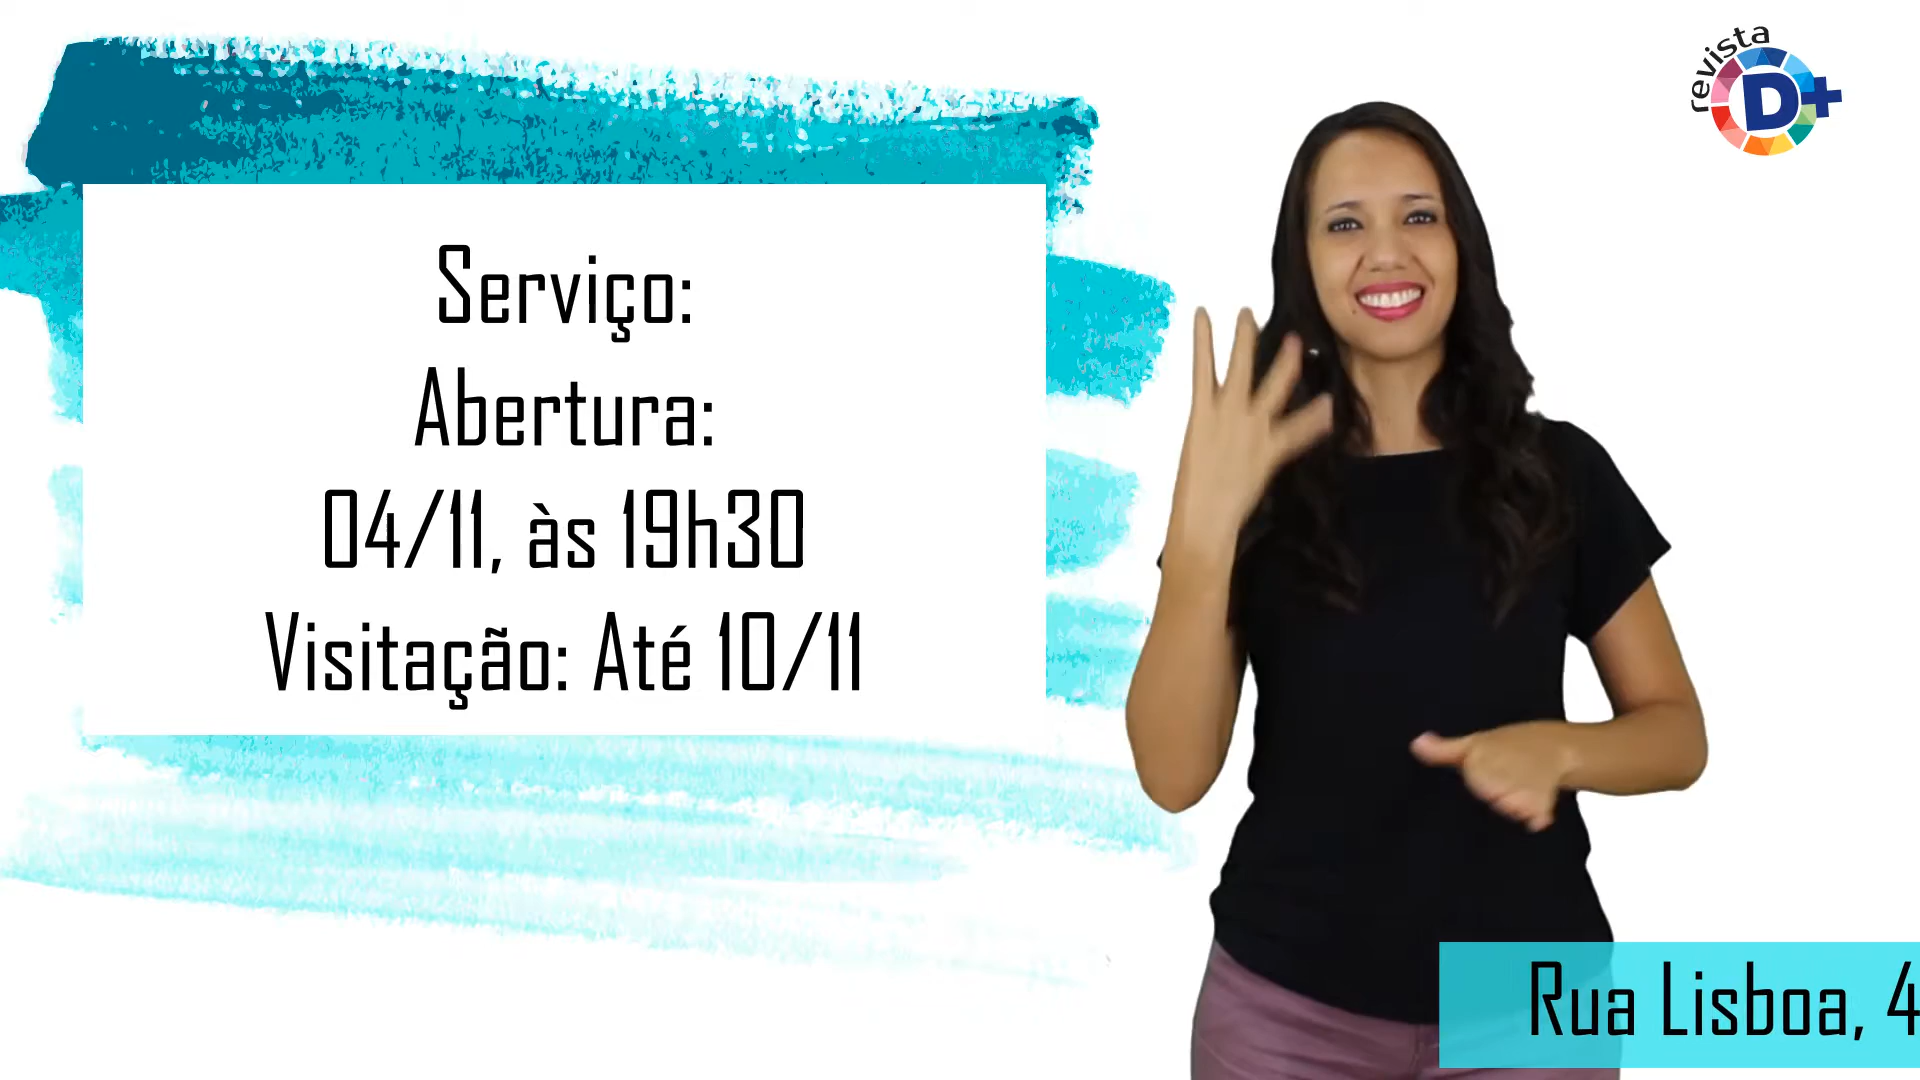 revista
D+
Serviço:
Abertura:
04/11, às 19h30
Visitação: Até 10/11
Rua Lisboa, 4